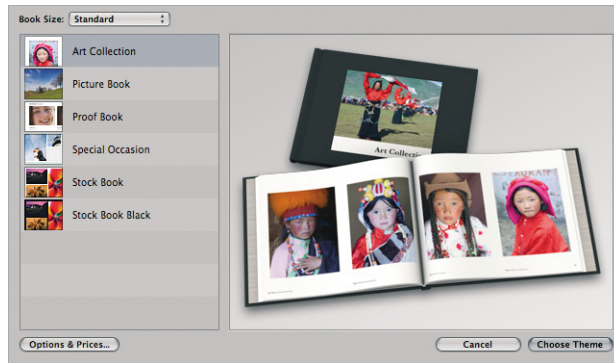 Book Size: Standard
Art Collection
Picture Book
Proof Book
Special Occasion
Stock Book
Stock Book Black
Art Collection
Options & Prices...
Cancel
Choose Theme